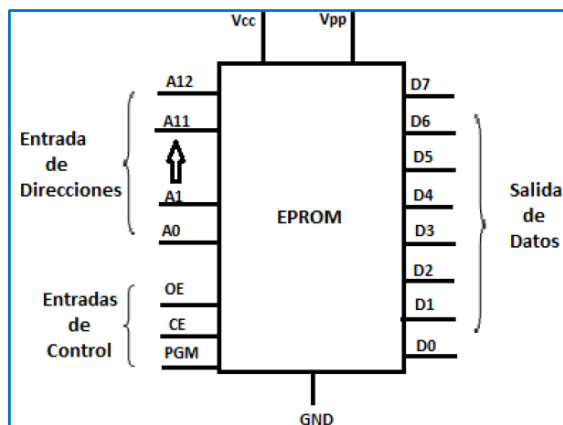 Vcc
Vpp
A12
A11
A1
A0
Entrada
de
Direcciones
OE
CE
PGM
Entradas
de
Control
EPROM
D7
D6
D5
D4
D3
D2
D1
D0
Salida
de
Datos
GND